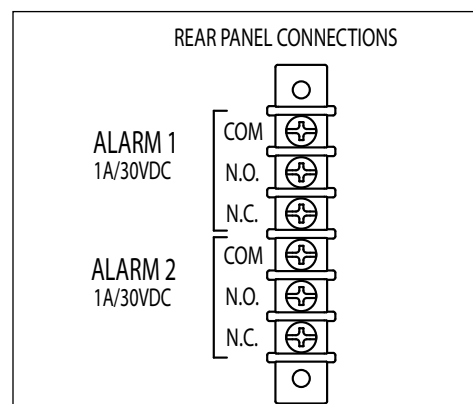 REAR PANEL CONNECTIONS
ALARM 1
1A/30VDC
COM
N.O.
N.C.
ALARM 2
1A/30VDC
COM
N.O.
N.C.